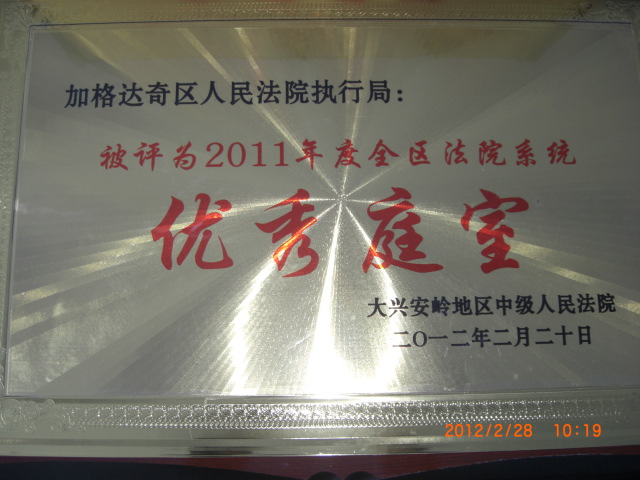 加格达奇区人民法院执行局：
被评为2011年度全区法院系统
优秀庭室
大兴安岭地区中级人民法院
二〇一二年二月二十日
2012/2/28 10:19